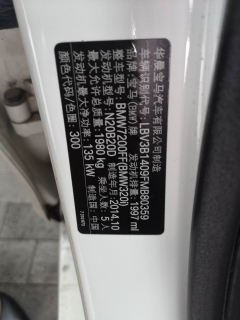 华晨宝马汽车有限公司制造
车辆识别代号 LBV3B1409FMB80359
品牌 宝马(BMW)牌 中国制造
整车型号 BMW7200FF(BMW320i)
发动机型号 N20B20D 发动机排量 1997 ml
最大允许总质量 1980 kg 制造年月 2014.10
发动机最大净功率 135 kW 乘坐人数 5人
颜色代码 色圈: 300